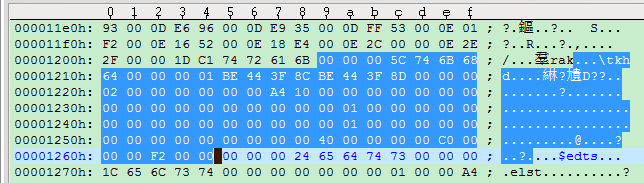 0 1 2 3 4 5 6 7 8 9 a b c d e f
000011e0h: 93 00 0D E6 96 00 0D E9 35 00 0D FF 53 00 0E 01 ; ?.鏂..?.. S...
000011f0h: F2 00 0E 16 52 00 0E 18 E4 00 0E 2C 00 00 0E 2E ; ?...R...?..,....
00001200h: 2F 00 00 1D C1 74 72 61 6B 00 00 00 5C 74 6B 68 ; /...羣rak...\tkh
00001210h: 64 00 00 00 01 BE 44 3F 8C BE 44 3F 8D 00 00 00 ; d....綝?尵D??...
00001220h: 02 00 00 00 00 00 A4 10 00 00 00 00 00 00 00 00 ; ......?.........
00001230h: 00 00 00 00 00 00 00 00 00 00 01 00 00 00 00 00 ; ................
00001240h: 00 00 00 00 00 00 00 00 00 00 01 00 00 00 00 00 ; ................
00001250h: 00 00 00 00 00 00 00 00 00 40 00 00 00 00 C0 00 ; .........@....?
00001260h: 00 00 F2 00 00 00 00 00 00 24 65 64 74 73 00 00 00 ; ..?....$edts...
00001270h: 1C 65 6C 73 74 00 00 00 00 00 00 00 01 00 00 A4 ; .elst..........?